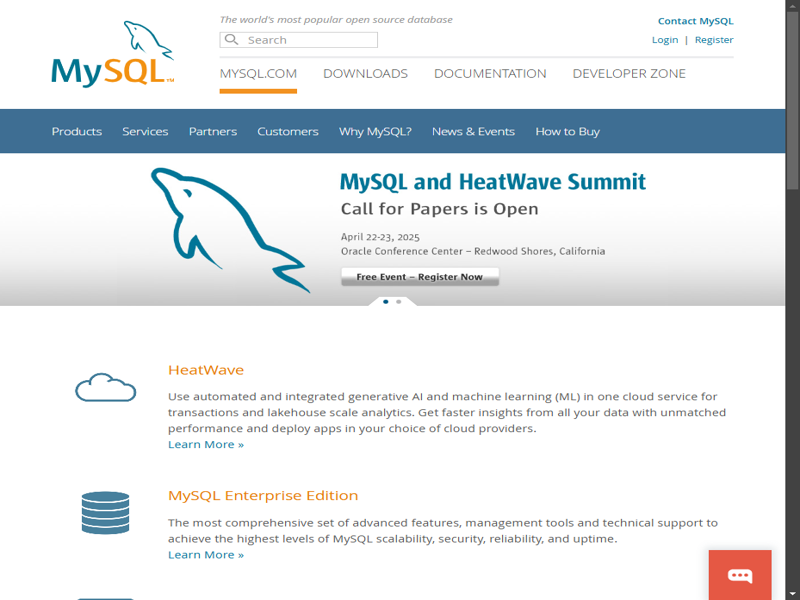 The world's most popular open source database
Contact MySQL
Search
Login | Register
MySQL™
MYSQL.COM DOWNLOADS DOCUMENTATION DEVELOPER ZONE
Products Services Partners Customers Why MySQL? News & Events How to Buy
MySQL and HeatWave Summit
Call for Papers is Open
April 22-23, 2025
Oracle Conference Center – Redwood Shores, California
Free Event – Register Now
HeatWave
Use automated and integrated generative AI and machine learning (ML) in one cloud service for
transactions and lakehouse scale analytics. Get faster insights from all your data with unmatched
performance and deploy apps in your choice of cloud providers.
Learn More »
MySQL Enterprise Edition
The most comprehensive set of advanced features, management tools and technical support to
achieve the highest levels of MySQL scalability, security, reliability, and uptime.
Learn More »